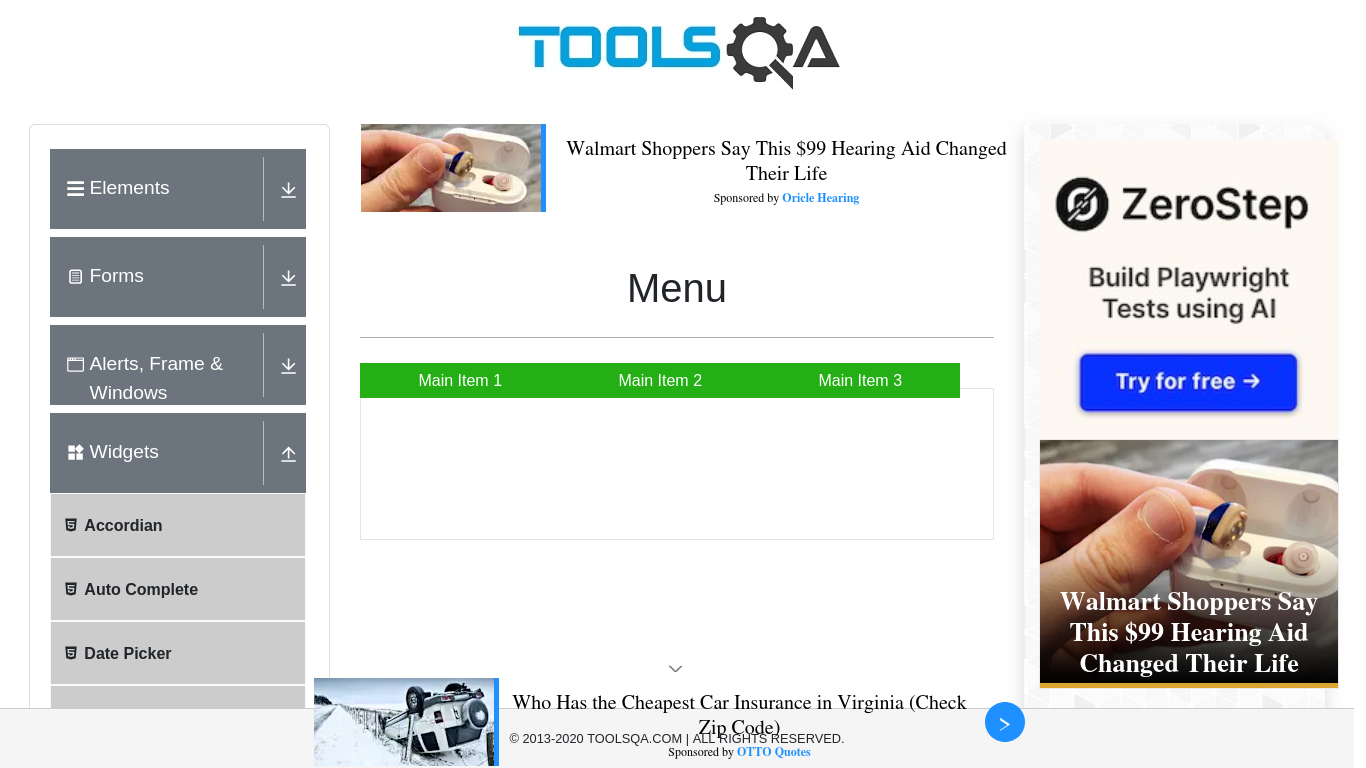 TOOLSQA
Elements
Forms
Alerts, Frame &
Windows
Widgets
Accordian
Auto Complete
Date Picker
Walmart Shoppers Say This $99 Hearing Aid Changed
Their Life
Sponsored by Oricle Hearing
Menu
Main Item 1
Main Item 2
Main Item 3
ZeroStep
Build Playwright
Tests using AI
Try for free →
Walmart Shoppers Say
This $99 Hearing Aid
Changed Their Life
Who Has the Cheapest Car Insurance in Virginia (Check
Zip Code)
© 2013-2020 TOOLSQA.COM | ALL RIGHTS RESERVED.
Sponsored by OTTO Quotes